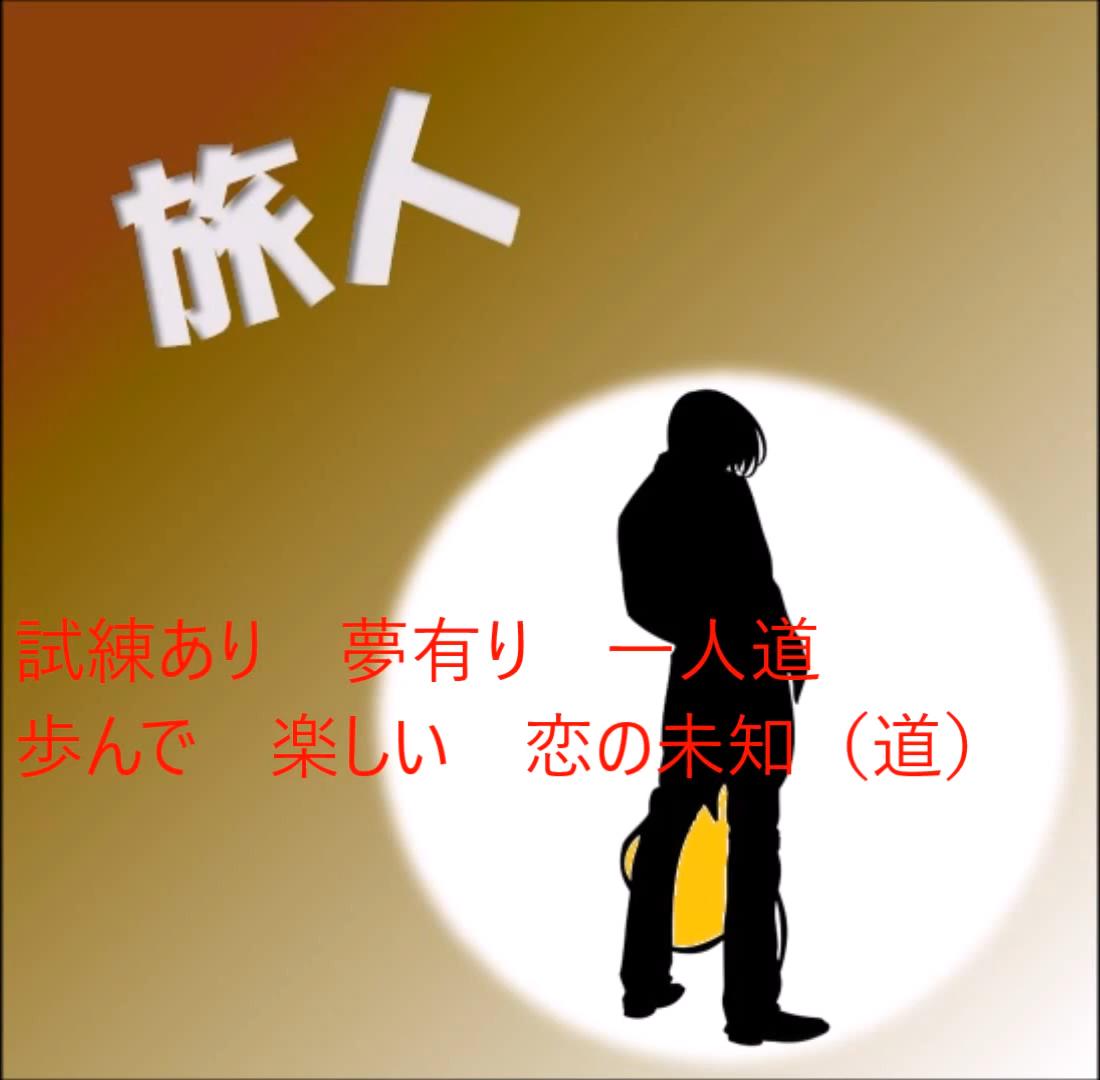 旅人
試練あり　夢有り　一人道
歩んで　楽しい　恋の未知（道）